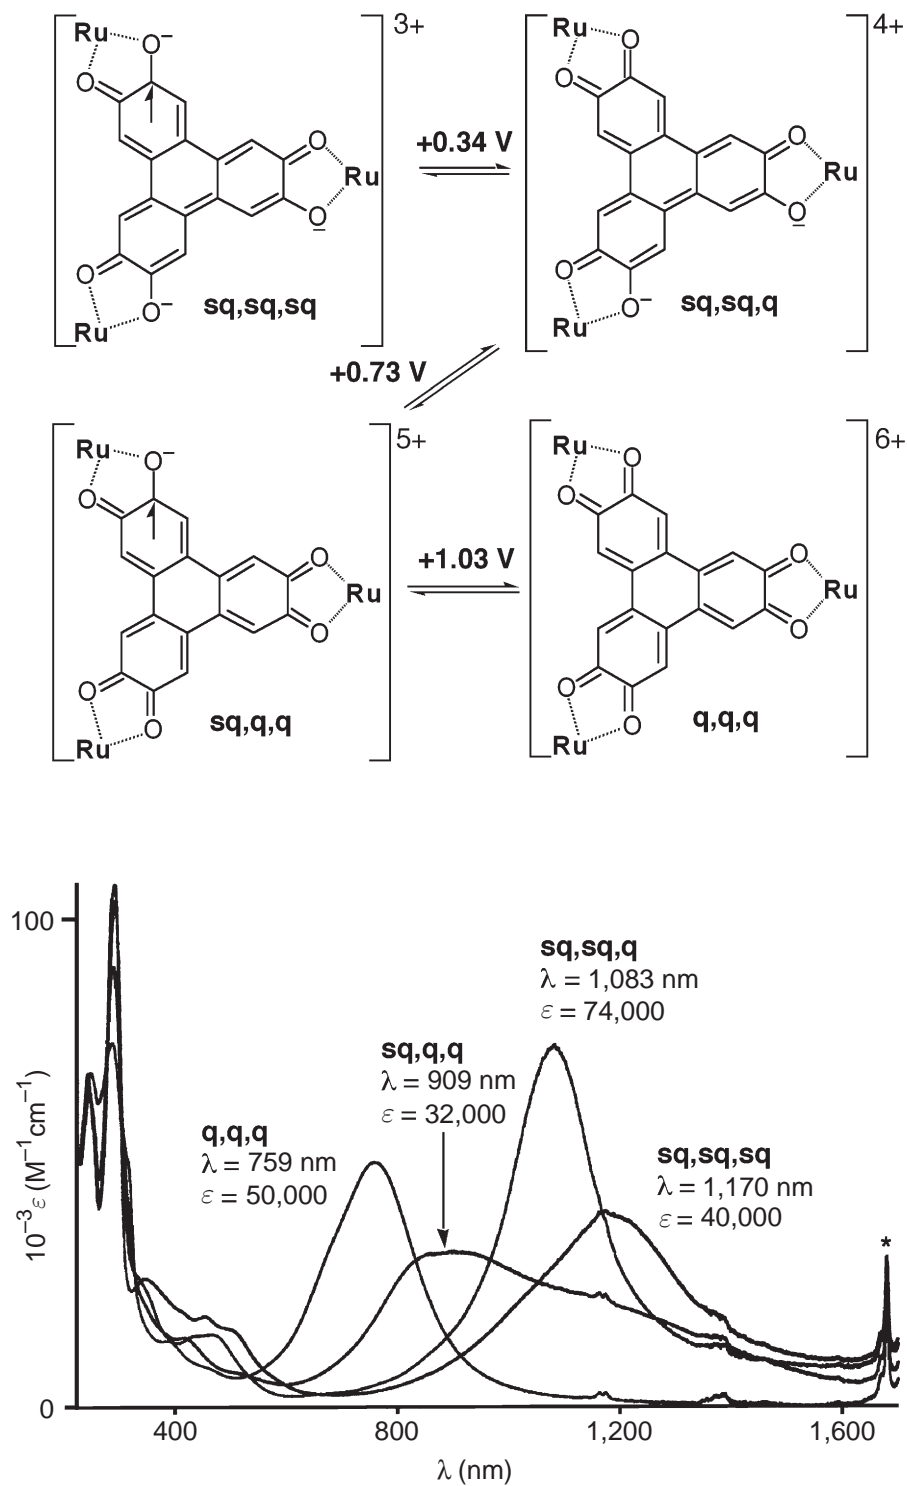 Ru
O–
3+
O
O
Ru
O
–
O
O–
Ru
sq,sq,sq
+0.34 V
Ru
O
4+
O
O
Ru
O
–
O
O–
Ru
sq,sq,q
+0.73 V
Ru
O–
5+
O
O
Ru
O
O
O
Ru
sq,q,q
+1.03 V
Ru
O
6+
O
O
Ru
O
O
O
Ru
q,q,q
100
0
10–3 ε (M–1cm–1)
sq,sq,q
λ = 1,083 nm
ε = 74,000
sq,q,q
λ = 909 nm
ε = 32,000
q,q,q
λ = 759 nm
ε = 50,000
sq,sq,sq
λ = 1,170 nm
ε = 40,000
*
400 800 1,200 1,600
λ (nm)